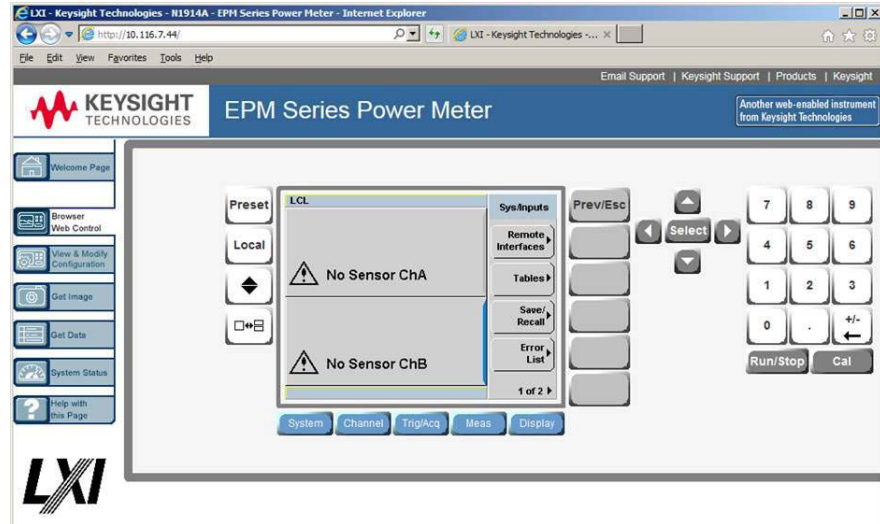 LXI - Keysight Technologies - N1914A - EPM Series Power Meter - Internet Explorer
http://10.116.7.44/
LXI - Keysight Technologies -...
File Edit View Favorites Tools Help
Email Support | Keysight Support | Products | Keysight
KEYSIGHT
TECHNOLOGIES
EPM Series Power Meter
Another web-enabled instrument
from Keysight Technologies
Welcome Page
Browser
Web Control
View & Modify
Configuration
Get Image
Get Data
System Status
? Help with
this Page
LXI
Preset
Local
LCL
No Sensor ChA
No Sensor ChB
Sys/Inputs
Remote
Interfaces
Tables
Save/
Recall
Error
List
1 of 2
System Channel Trig/Acq Meas Display
Prev/Esc
Select
7 8 9
4 5 6
1 2 3
0 . +/-
Run/Stop Cal